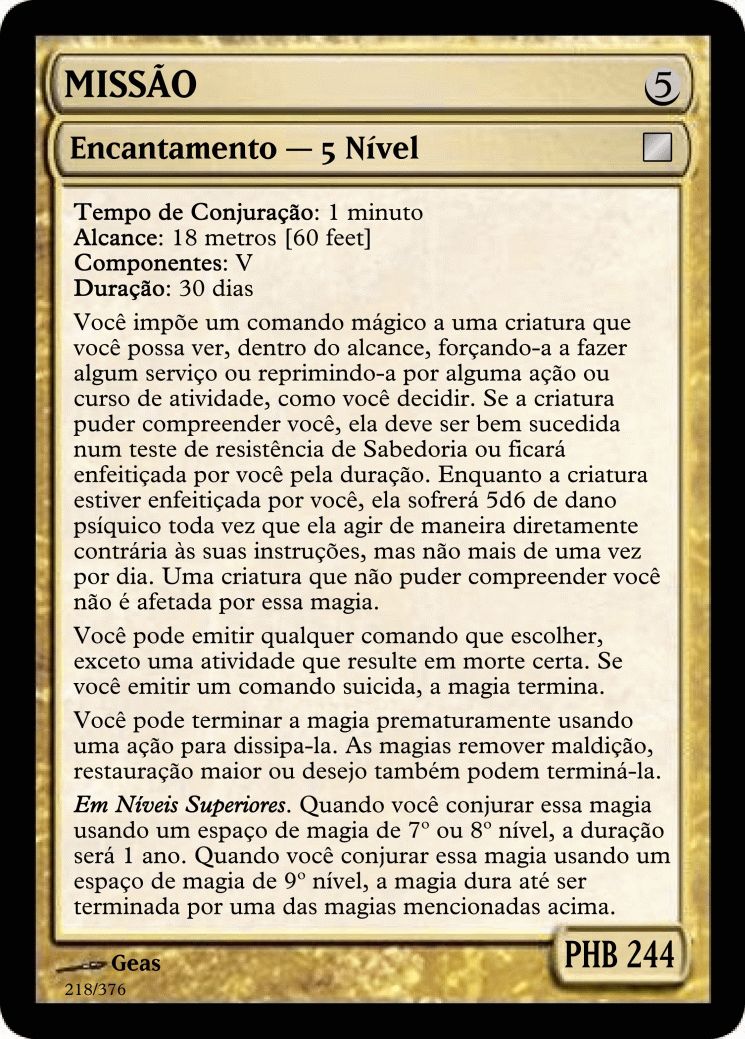 MISSÃO
5
Encantamento — 5 Nível
Tempo de Conjuração: 1 minuto
Alcance: 18 metros [60 feet]
Componentes: V
Duração: 30 dias
Você impõe um comando mágico a uma criatura que
você possa ver, dentro do alcance, forçando-a a fazer
algum serviço ou reprimindo-a por alguma ação ou
curso de atividade, como você decidir. Se a criatura
puder compreender você, ela deve ser bem sucedida
num teste de resistência de Sabedoria ou ficará
enfeitiçada por você pela duração. Enquanto a criatura
estiver enfeitiçada por você, ela sofrerá 5d6 de dano
psíquico toda vez que ela agir de maneira diretamente
contrária às suas instruções, mas não mais de uma vez
por dia. Uma criatura que não puder compreender você
não é afetada por essa magia.
Você pode emitir qualquer comando que escolher,
exceto uma atividade que resulte em morte certa. Se
você emitir um comando suicida, a magia termina.
Você pode terminar a magia prematuramente usando
uma ação para dissipa-la. As magias remover maldição,
restauração maior ou desejo também podem terminá-la.
Em Níveis Superiores. Quando você conjurar essa magia
usando um espaço de magia de 7º ou 8º nível, a duração
será 1 ano. Quando você conjurar essa magia usando um
espaço de magia de 9º nível, a magia dura até ser
terminada por uma das magias mencionadas acima.
PHB 244
Geas
218/376